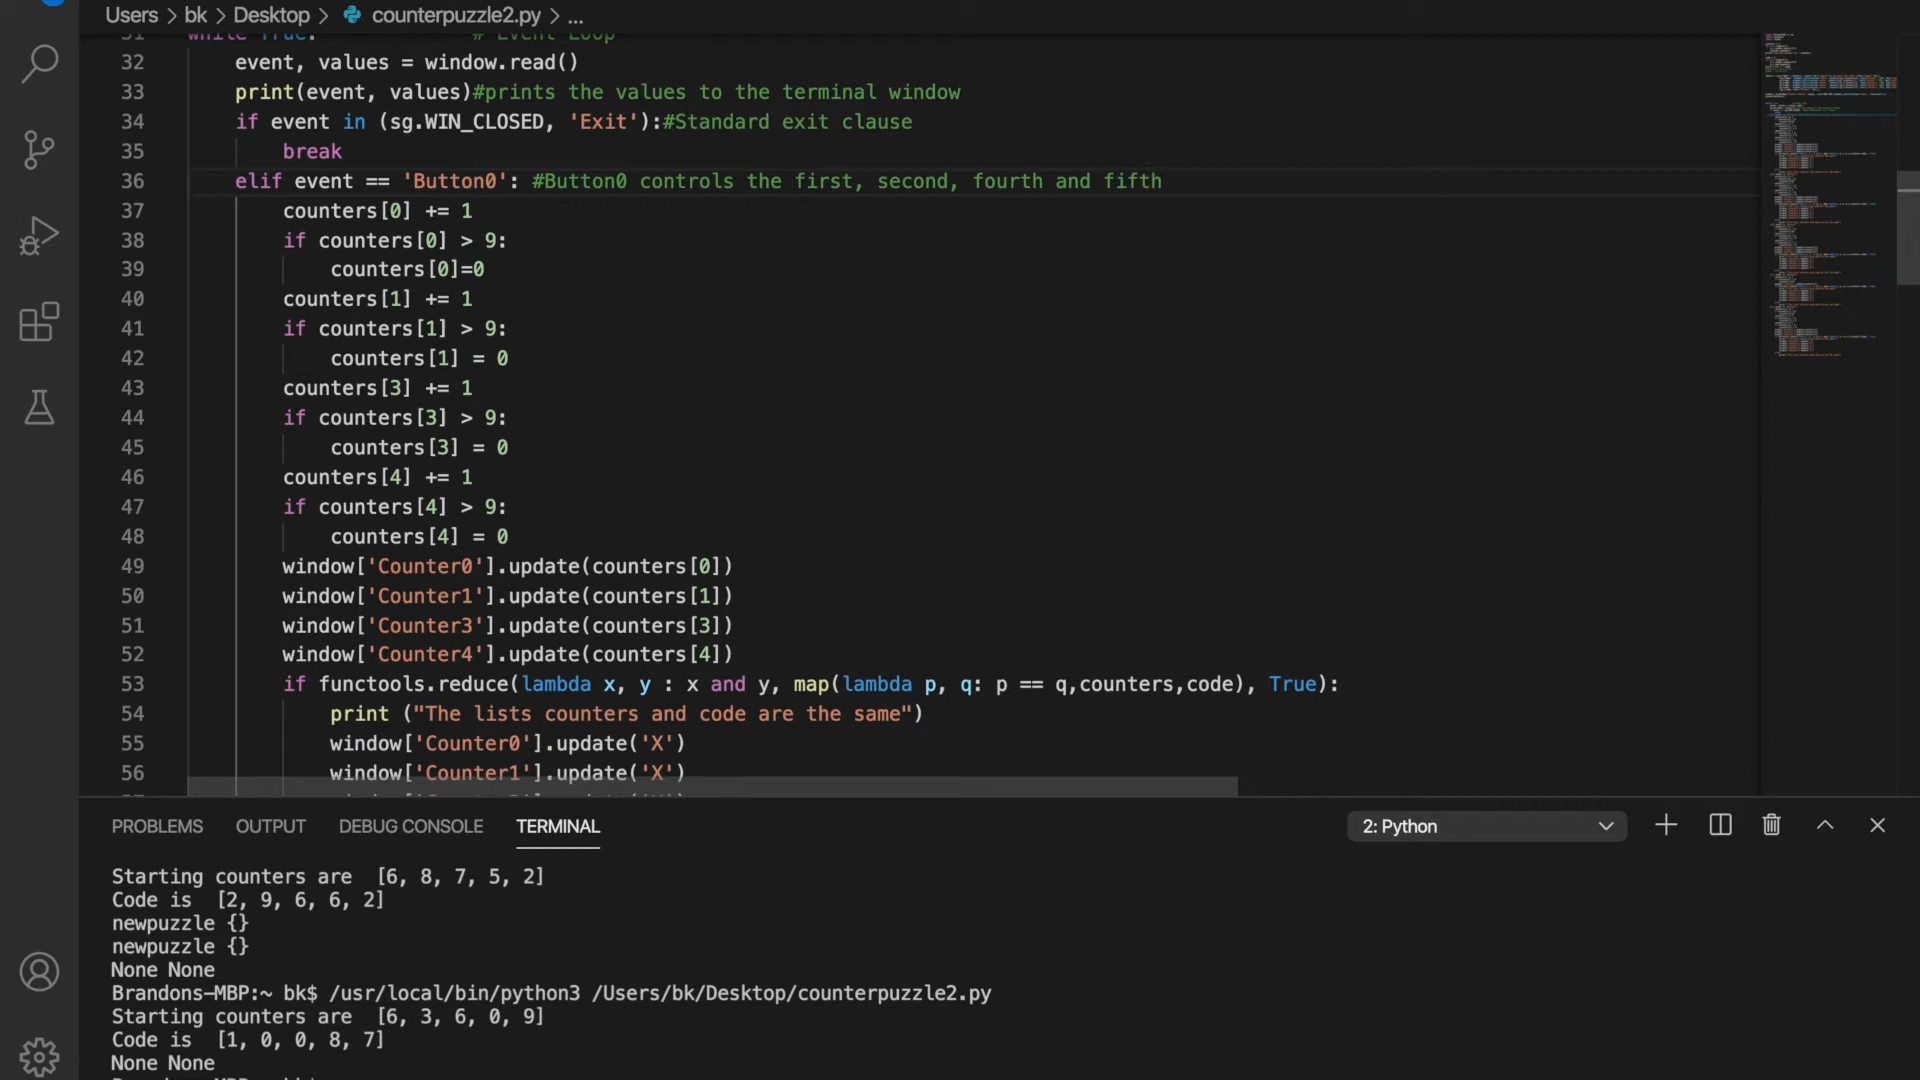 Users > bk > Desktop > counterpuzzle2.py > ...
31 while True: # Event Loop
32 event, values = window.read()
33 print(event, values)#prints the values to the terminal window
34 if event in (sg.WIN_CLOSED, 'Exit'):#Standard exit clause
35 break
36 elif event == 'Button0': #Button0 controls the first, second, fourth and fifth
37 counters[0] += 1
38 if counters[0] > 9:
39 counters[0]=0
40 counters[1] += 1
41 if counters[1] > 9:
42 counters[1] = 0
43 counters[3] += 1
44 if counters[3] > 9:
45 counters[3] = 0
46 counters[4] += 1
47 if counters[4] > 9:
48 counters[4] = 0
49 window['Counter0'].update(counters[0])
50 window['Counter1'].update(counters[1])
51 window['Counter3'].update(counters[3])
52 window['Counter4'].update(counters[4])
53 if functools.reduce(lambda x, y : x and y, map(lambda p, q: p == q,counters,code), True):
54 print ("The lists counters and code are the same")
55 window['Counter0'].update('X')
56 window['Counter1'].update('X')
PROBLEMS OUTPUT DEBUG CONSOLE TERMINAL 2: Python
Starting counters are [6, 8, 7, 5, 2]
Code is [2, 9, 6, 6, 2]
newpuzzle {}
newpuzzle {}
None None
Brandons-MBP:~ bk$ /usr/local/bin/python3 /Users/bk/Desktop/counterpuzzle2.py
Starting counters are [6, 3, 6, 0, 9]
Code is [1, 0, 0, 8, 7]
None None